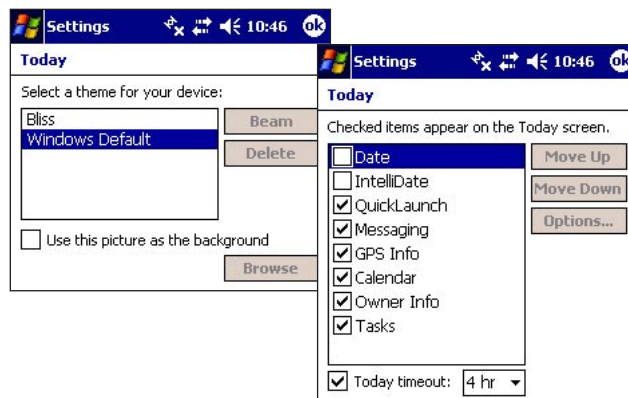 Settings 10:46 ok
Today
Select a theme for your device:
Bliss
Windows Default
Beam
Delete
Use this picture as the background
Browse
Settings 10:46 ok
Today
Checked items appear on the Today screen.
Date
IntelliDate
QuickLaunch
Messaging
GPS Info
Calendar
Owner Info
Tasks
Move Up
Move Down
Options...
Today timeout: 4 hr